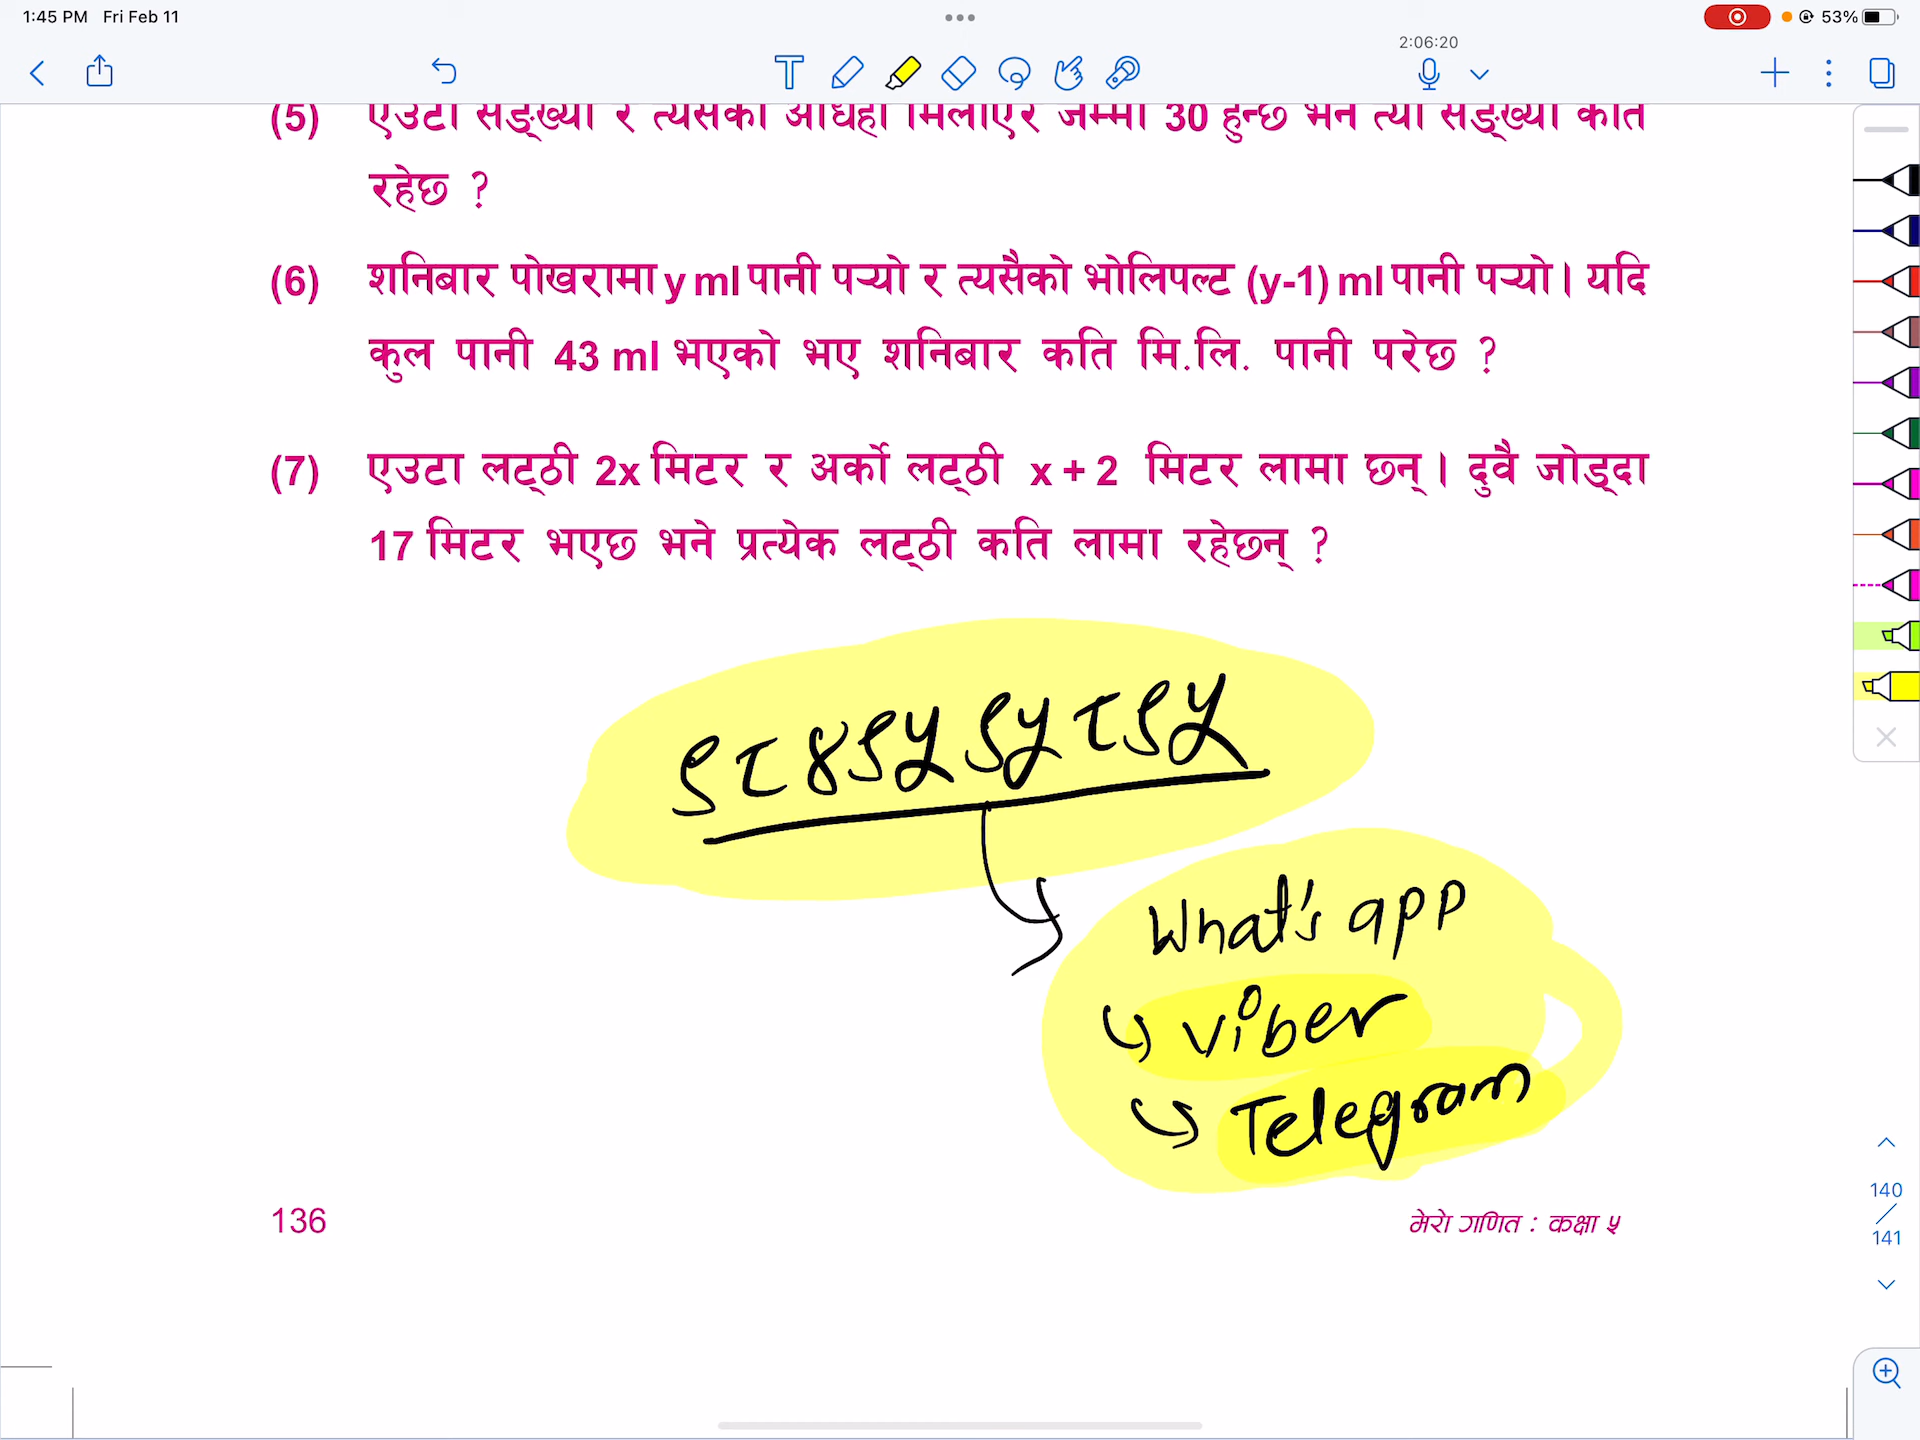 1:45 PM Fri Feb 11
53%
2:06:20
(5) एउटा सङ्ख्या र त्यसको मिलाएर जम्मा 30 हुन्छ भने त्यो सङ्ख्या कति
रहेछ ?
(6) शनिबार पोखरामा y ml पानी पऱ्यो र त्यसैको भोलिपल्ट (y-1) ml पानी पऱ्यो। यदि
कुल पानी 43 ml भएको भए शनिबार कति मि.लि. पानी परेछ ?
(7) एउटा लट्ठी 2x मिटर र अर्को लट्ठी x + 2 मिटर लामा छन्। दुवै जोड्दा
17 मिटर भएछ भने प्रत्येक लट्ठी कति लामा रहेछन् ?
९८४९५९५८९५
What's app
Viber
Telegram
136
मेरो गणित : कक्षा ५
140
/
141